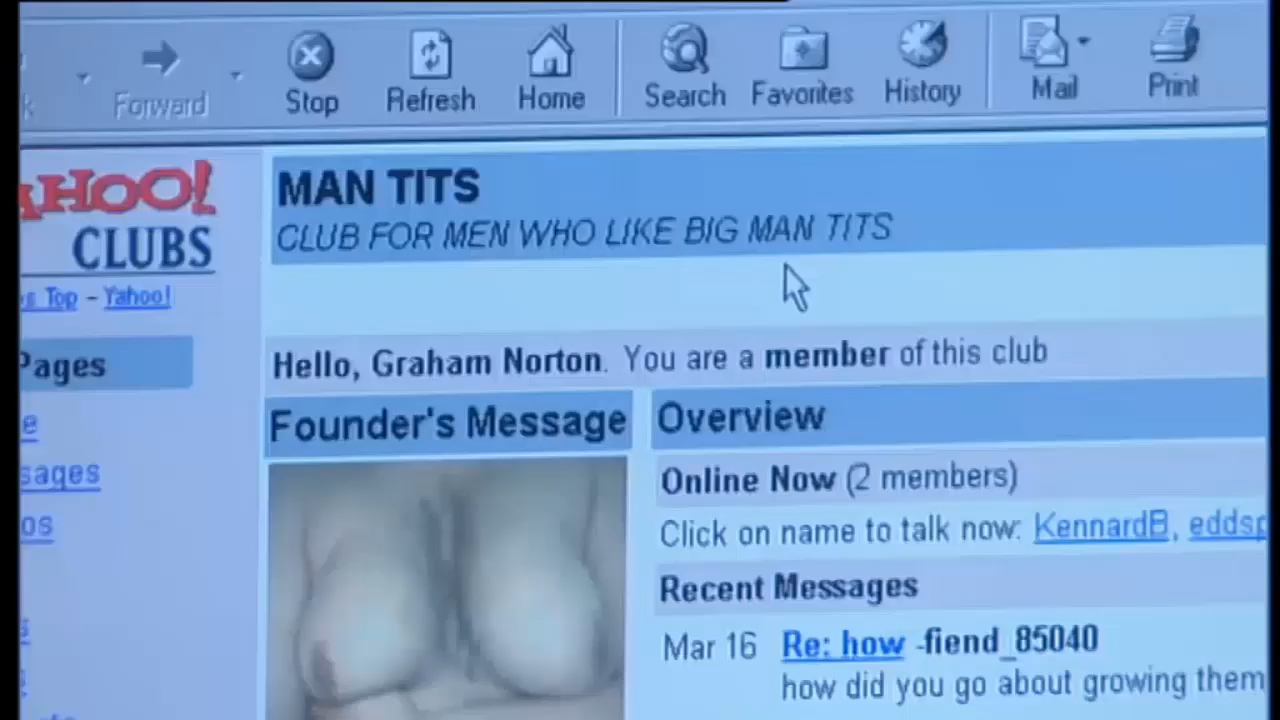 Forward
Stop
Refresh
Home
Search
Favorites
History
Mail
Print
AHOO!
CLUBS
Top - Yahoo!
Pages
MAN TITS
CLUB FOR MEN WHO LIKE BIG MAN TITS
Hello, Graham Norton. You are a member of this club
Founder's Message
Overview
sages
os
Online Now (2 members)
Click on name to talk now: KennardB, eddsp
Recent Messages
Mar 16 Re: how -fiend_85040
how did you go about growing them